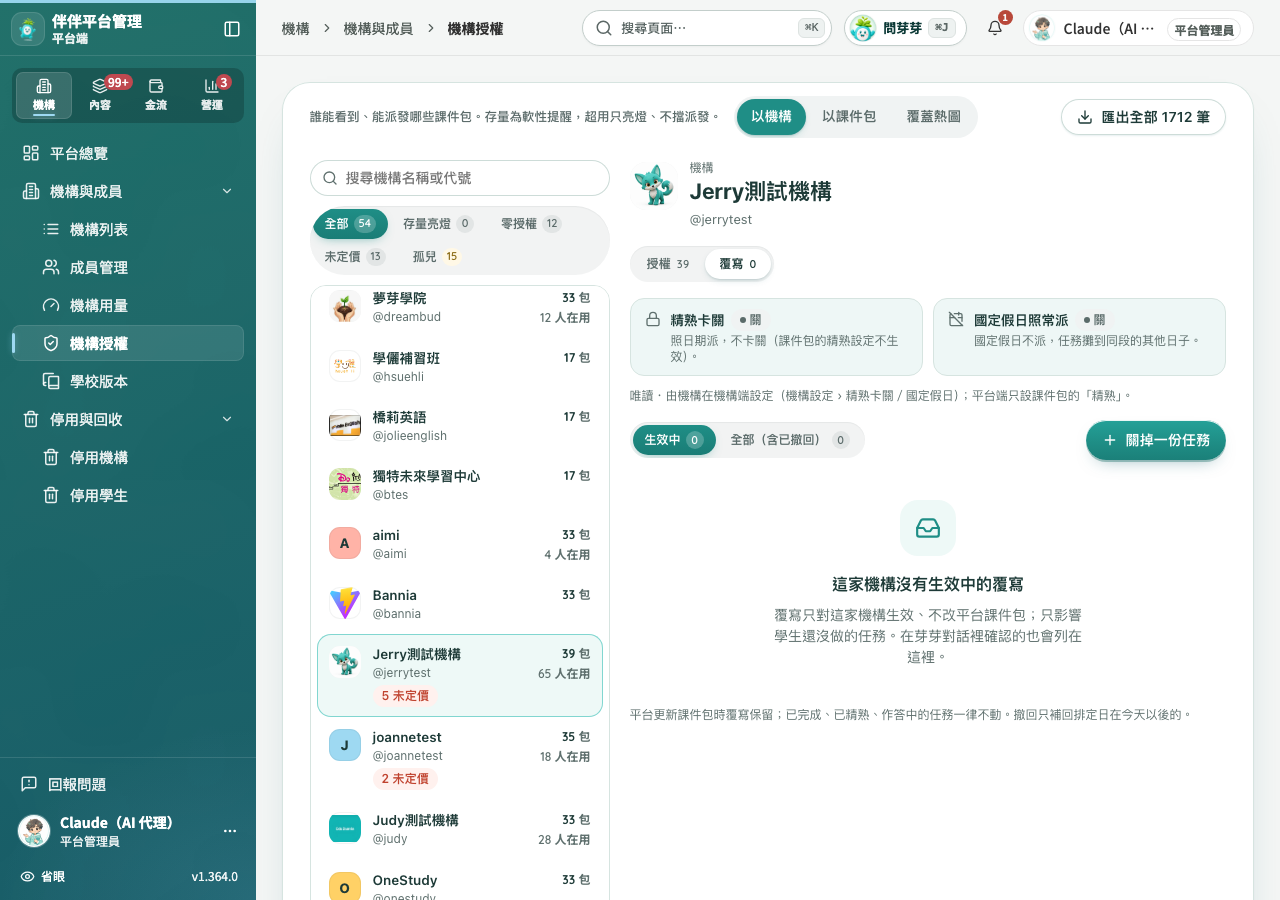 伴伴平台管理
平台端
機構
99+
內容
金流
3
營運
平台總覽
機構與成員
機構列表
成員管理
機構用量
機構授權
學校版本
停用與回收
停用機構
停用學生
回報問題
Claude（AI 代理）
平台管理員
省眼
v1.364.0
機構 > 機構與成員 > 機構授權
搜尋頁面… ⌘K
問芽芽 ⌘J
1
Claude（AI … 平台管理員
誰能看到、能派發哪些課件包。存量為軟性提醒，超用只亮燈、不擋派發。
以機構 以課件包 覆蓋熱圖
匯出全部 1712 筆
搜尋機構名稱或代號
全部 54 存量亮燈 0 零授權 12
未定價 13 孤兒 15
夢芽學院 33 包
@dreambud 12 人在用
學儷補習班 17 包
@hsuehli
橋莉英語 17 包
@jolieenglish
獨特未來學習中心 17 包
@btes
A
aimi 33 包
@aimi 4 人在用
Bannia 33 包
@bannia
Jerry測試機構 39 包
@jerrytest 65 人在用
5 未定價
J
joannetest 35 包
@joannetest 18 人在用
2 未定價
Judy測試機構 33 包
@judy 28 人在用
O
OneStudy 33 包
@onestudy
機構
Jerry測試機構
@jerrytest
授權 39 覆寫 0
精熟卡關 • 關
照日期派，不卡關（課件包的精熟設定不生
效）。
國定假日照常派 • 關
國定假日不派，任務攤到同段的其他日子。
唯讀．由機構在機構端設定（機構設定 › 精熟卡關 / 國定假日）；平台端只設課件包的「精熟」。
生效中 0 全部（含已撤回） 0
+ 關掉一份任務
這家機構沒有生效中的覆寫
覆寫只對這家機構生效、不改平台課件包；只影響
學生還沒做的任務。在芽芽對話裡確認的也會列在
這裡。
平台更新課件包時覆寫保留；已完成、已精熟、作答中的任務一律不動。撤回只補回排定日在今天以後的。